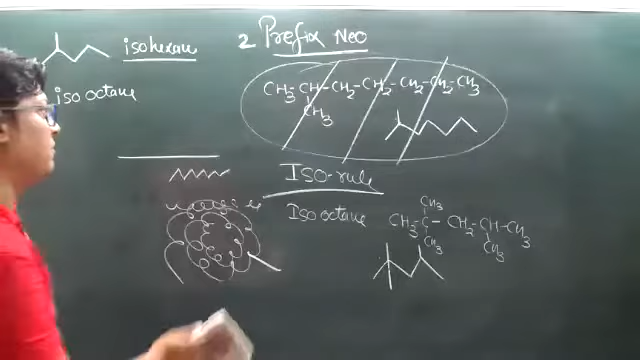 isohexane
iso octane
2 Prefix Neo
CH3-CH-CH2-CH2-CH2-CH2-CH3
CH3
Iso-rule
Iso octane
CH3
CH3-C-CH2-CH-CH3
CH3 CH3